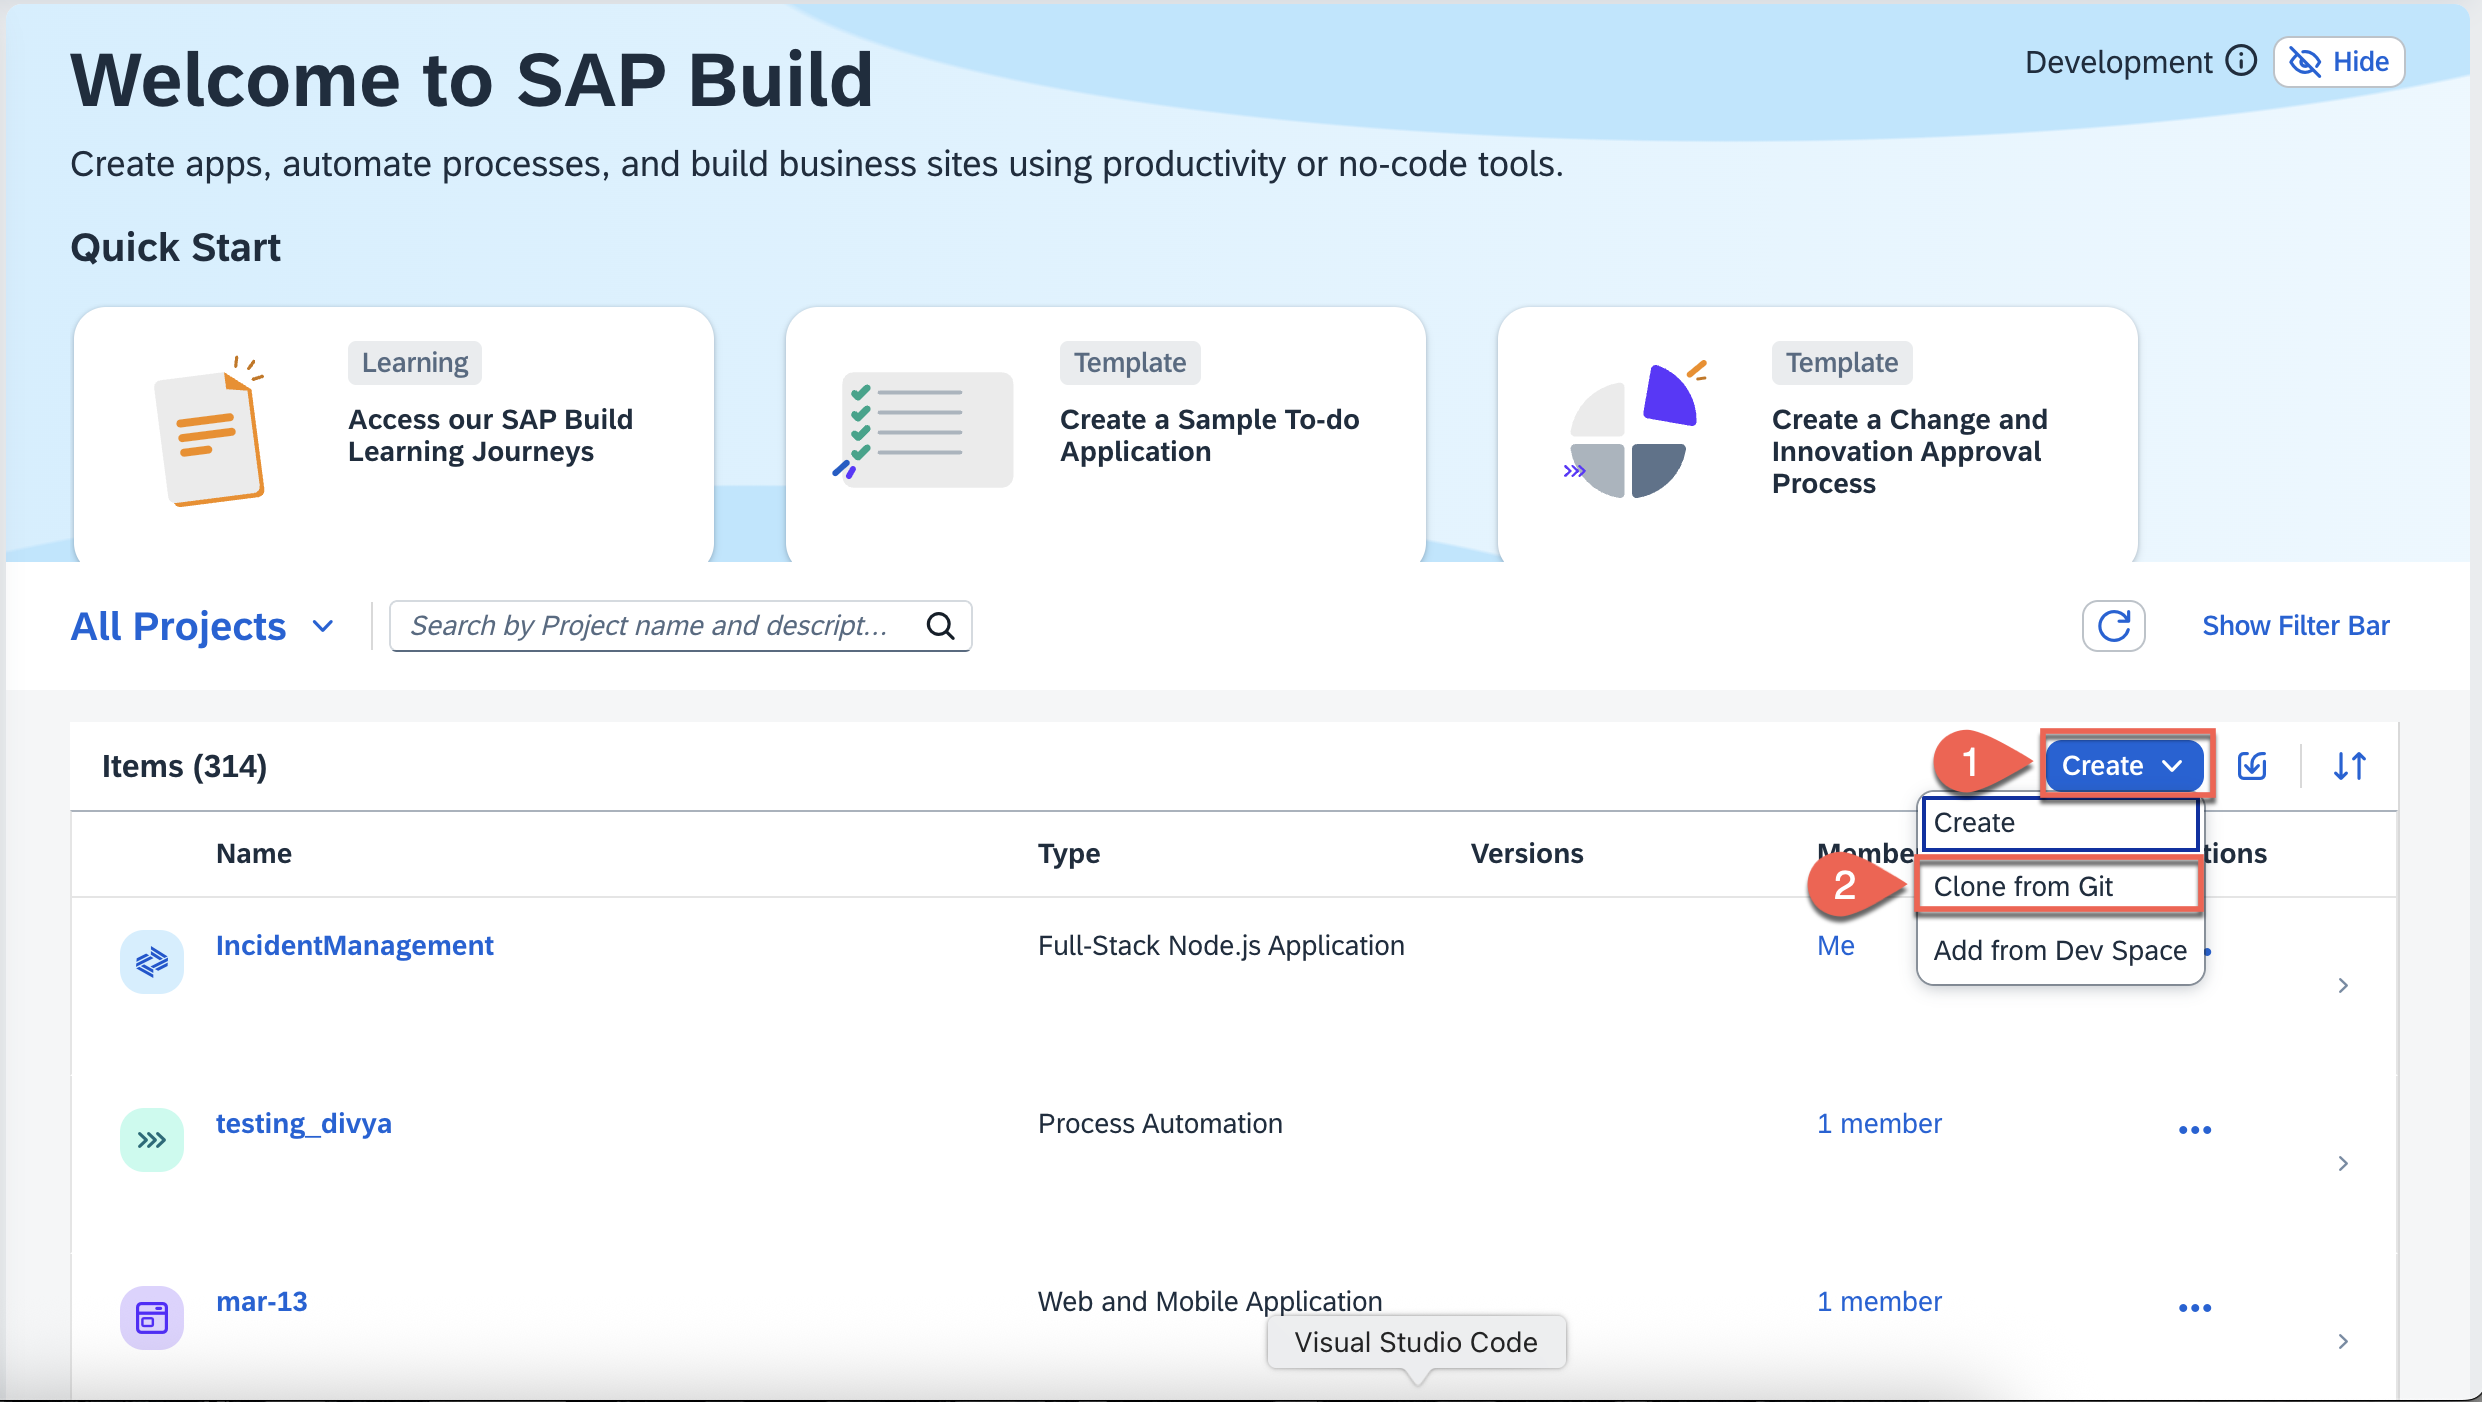 Welcome to SAP Build
Development
Hide
Create apps, automate processes, and build business sites using productivity or no-code tools.
Quick Start
Learning
Access our SAP Build
Learning Journeys
Template
Create a Sample To-do
Application
Template
Create a Change and
Innovation Approval
Process
All Projects
Search by Project name and descript...
Show Filter Bar
Items (314)
1
Create
Create
2
Clone from Git
Add from Dev Space
Name
Type
Versions
IncidentManagement
Full-Stack Node.js Application
Me
testing_divya
Process Automation
1 member
mar-13
Web and Mobile Application
1 member
Visual Studio Code